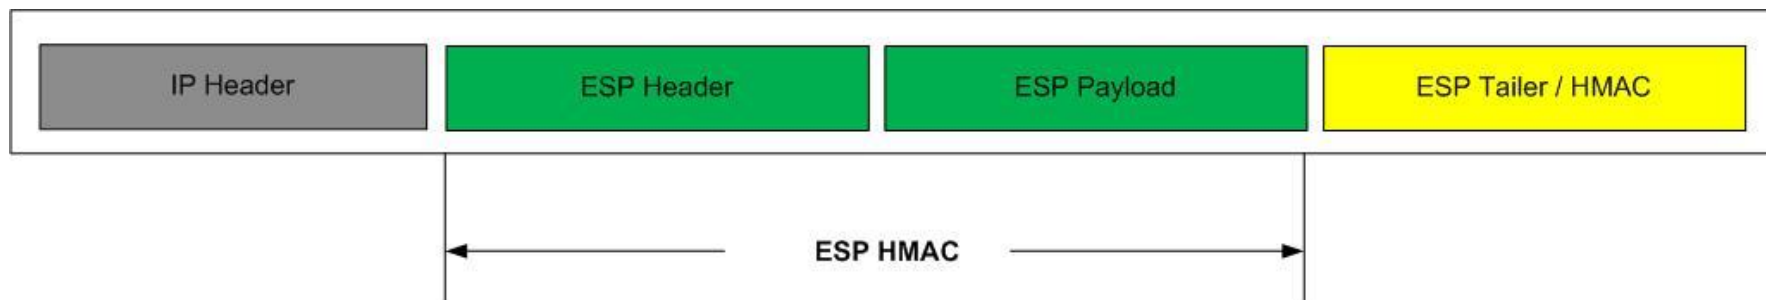 IP Header
ESP Header
ESP Payload
ESP Tailer / HMAC
ESP HMAC